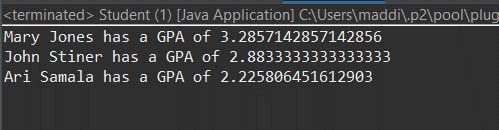 <terminated> Student (1) [Java Application] C:\Users\maddi\.p2\pool\plug
Mary Jones has a GPA of 3.2857142857142856
John Stiner has a GPA of 2.8833333333333333
Ari Samala has a GPA of 2.225806451612903